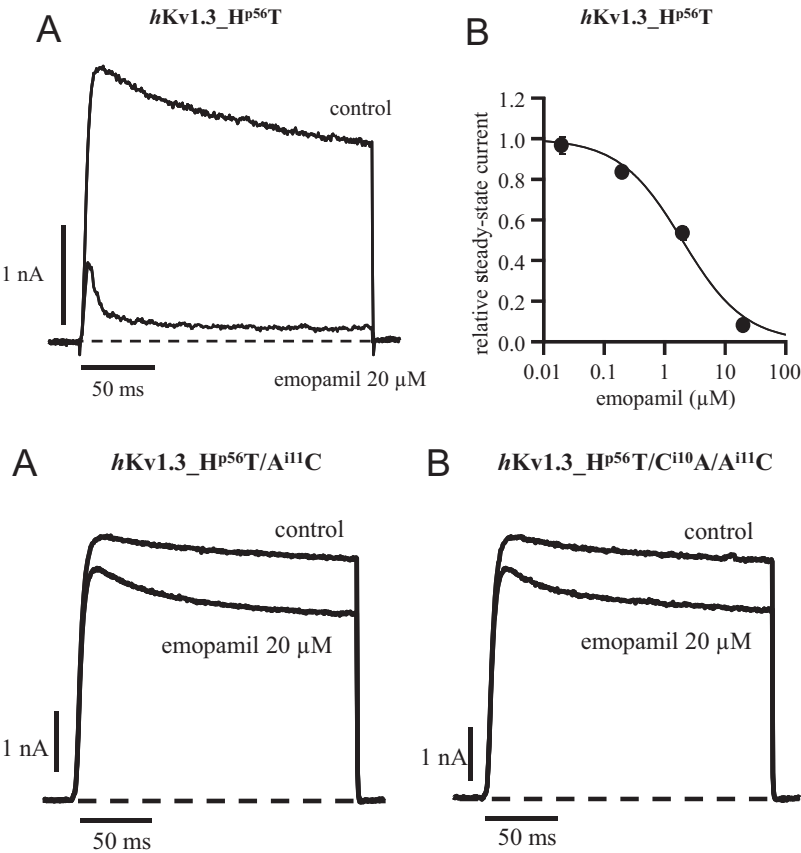 A
hKv1.3_Hᵖ⁵⁶T
control
1 nA
50 ms
emopamil 20 µM
B
hKv1.3_Hᵖ⁵⁶T
relative steady-state current
1.2
1.0
0.8
0.6
0.4
0.2
0.0
0.01 0.1 1 10 100
emopamil (µM)
A
hKv1.3_Hᵖ⁵⁶T/Aⁱ¹¹C
control
emopamil 20 µM
1 nA
50 ms
B
hKv1.3_Hᵖ⁵⁶T/Cⁱ¹⁰A/Aⁱ¹¹C
control
emopamil 20 µM
1 nA
50 ms